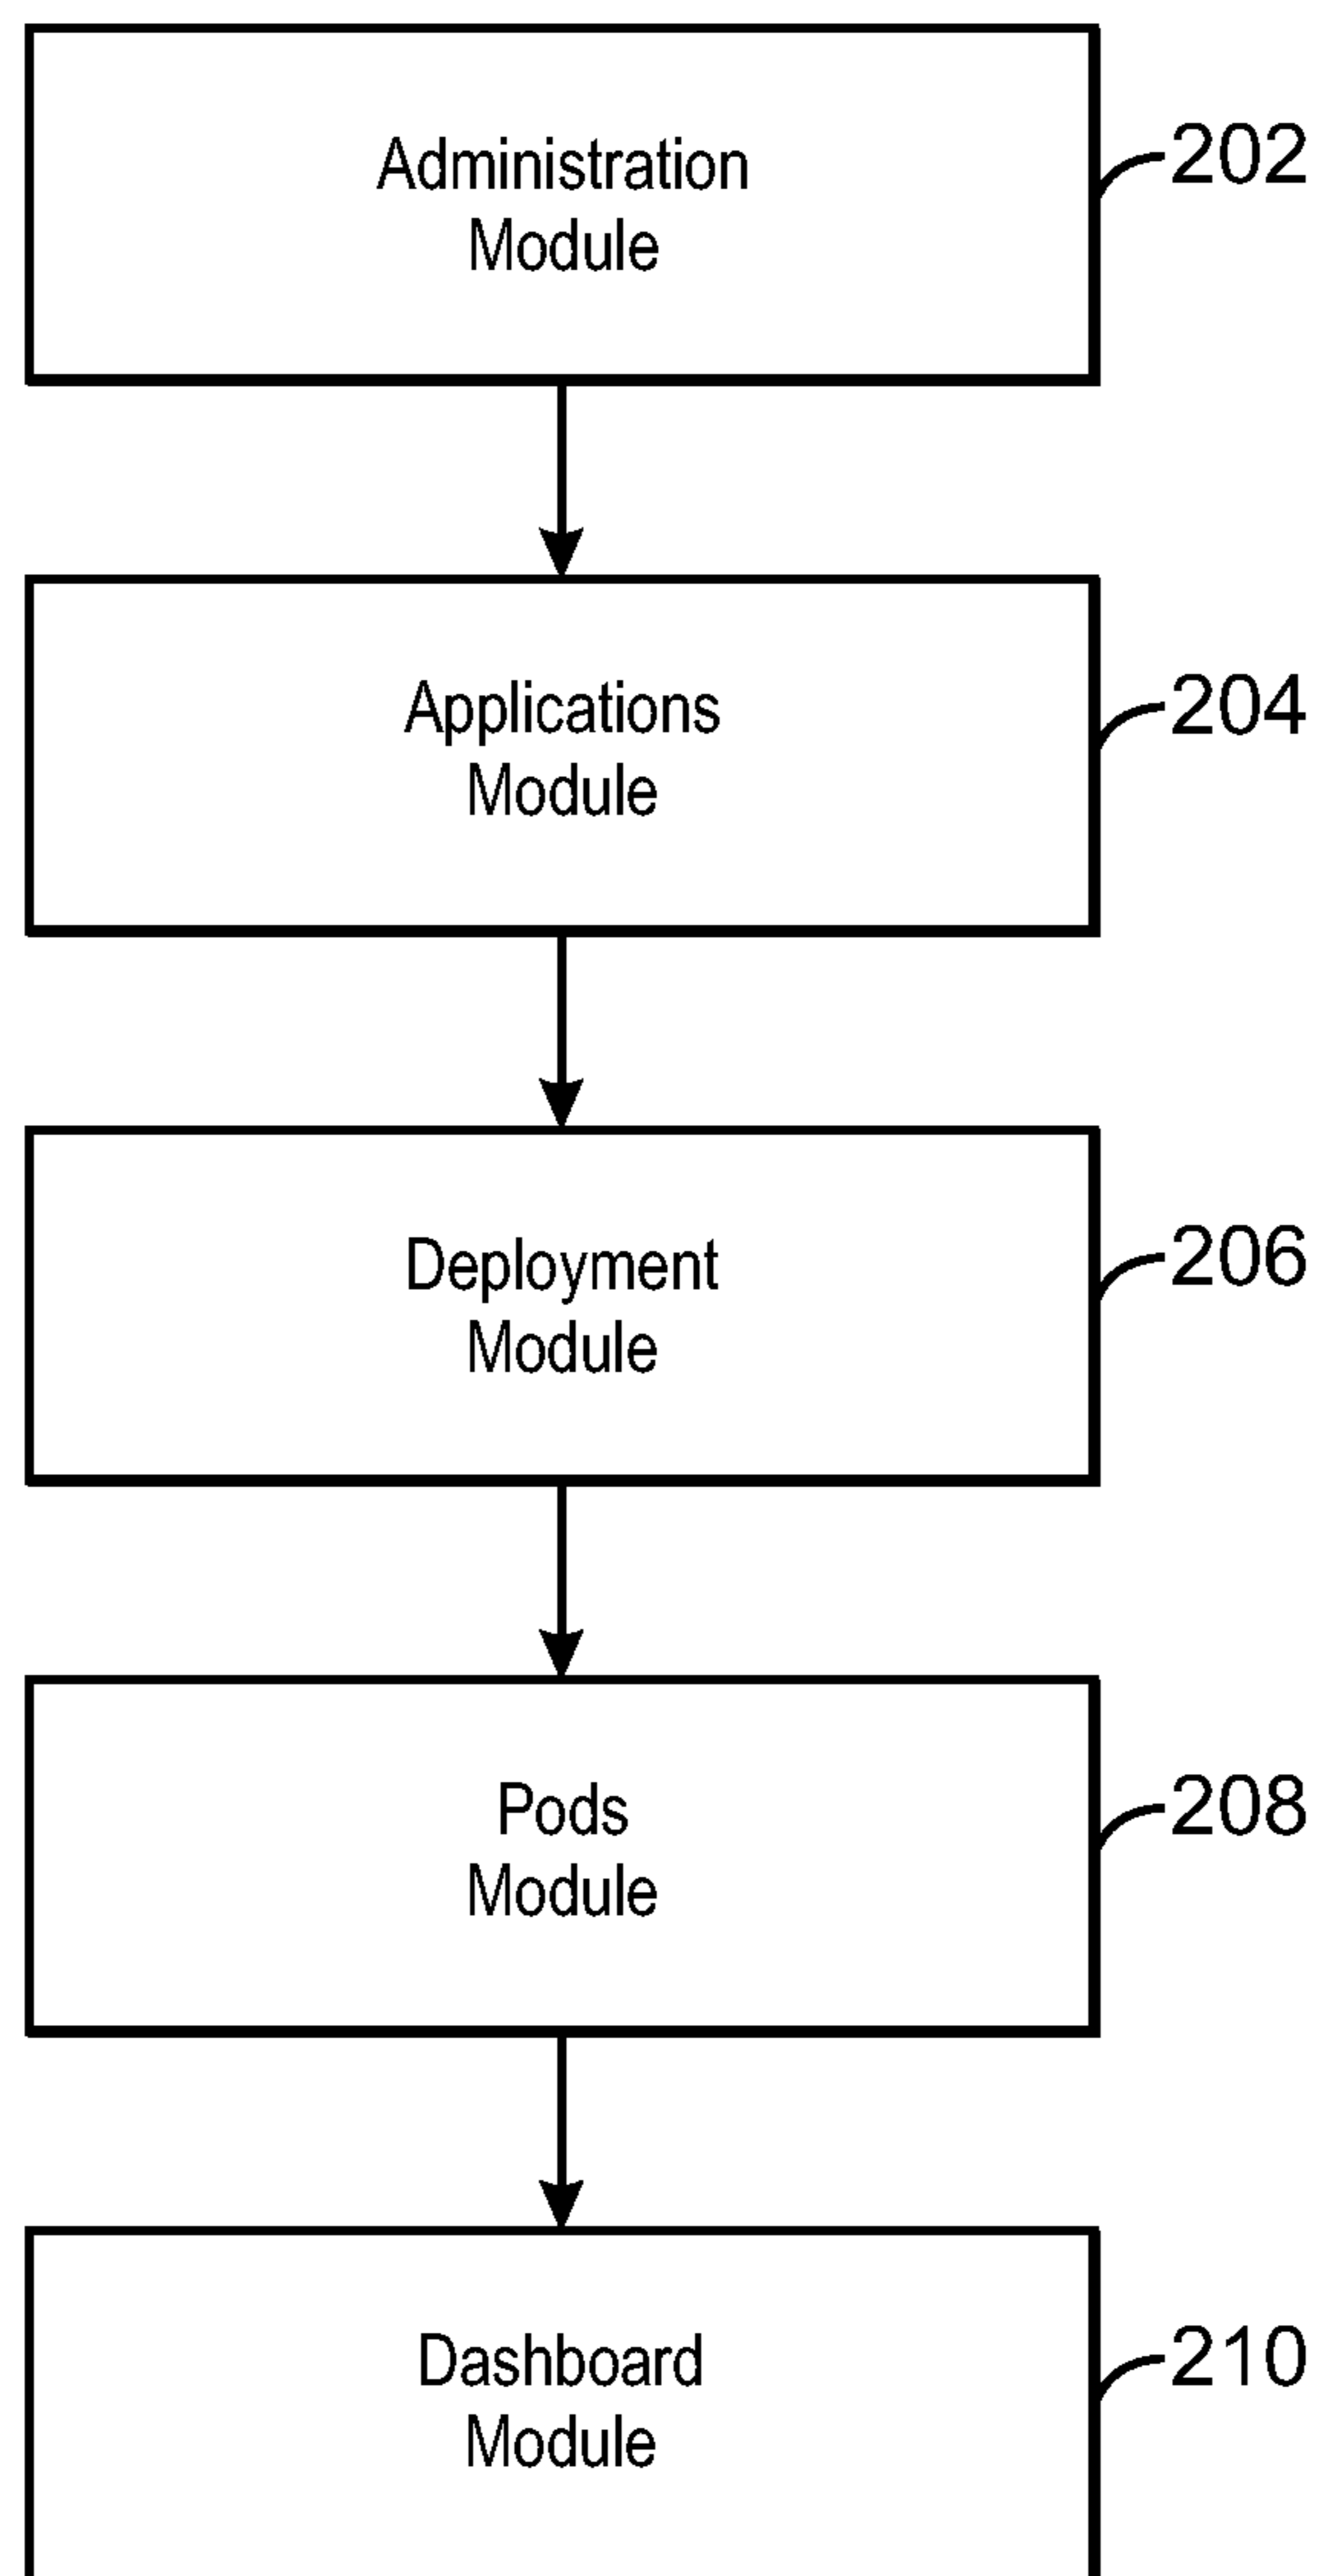 Administration
Module
202
Applications
Module
204
Deployment
Module
206
Pods
Module
208
Dashboard
Module
210